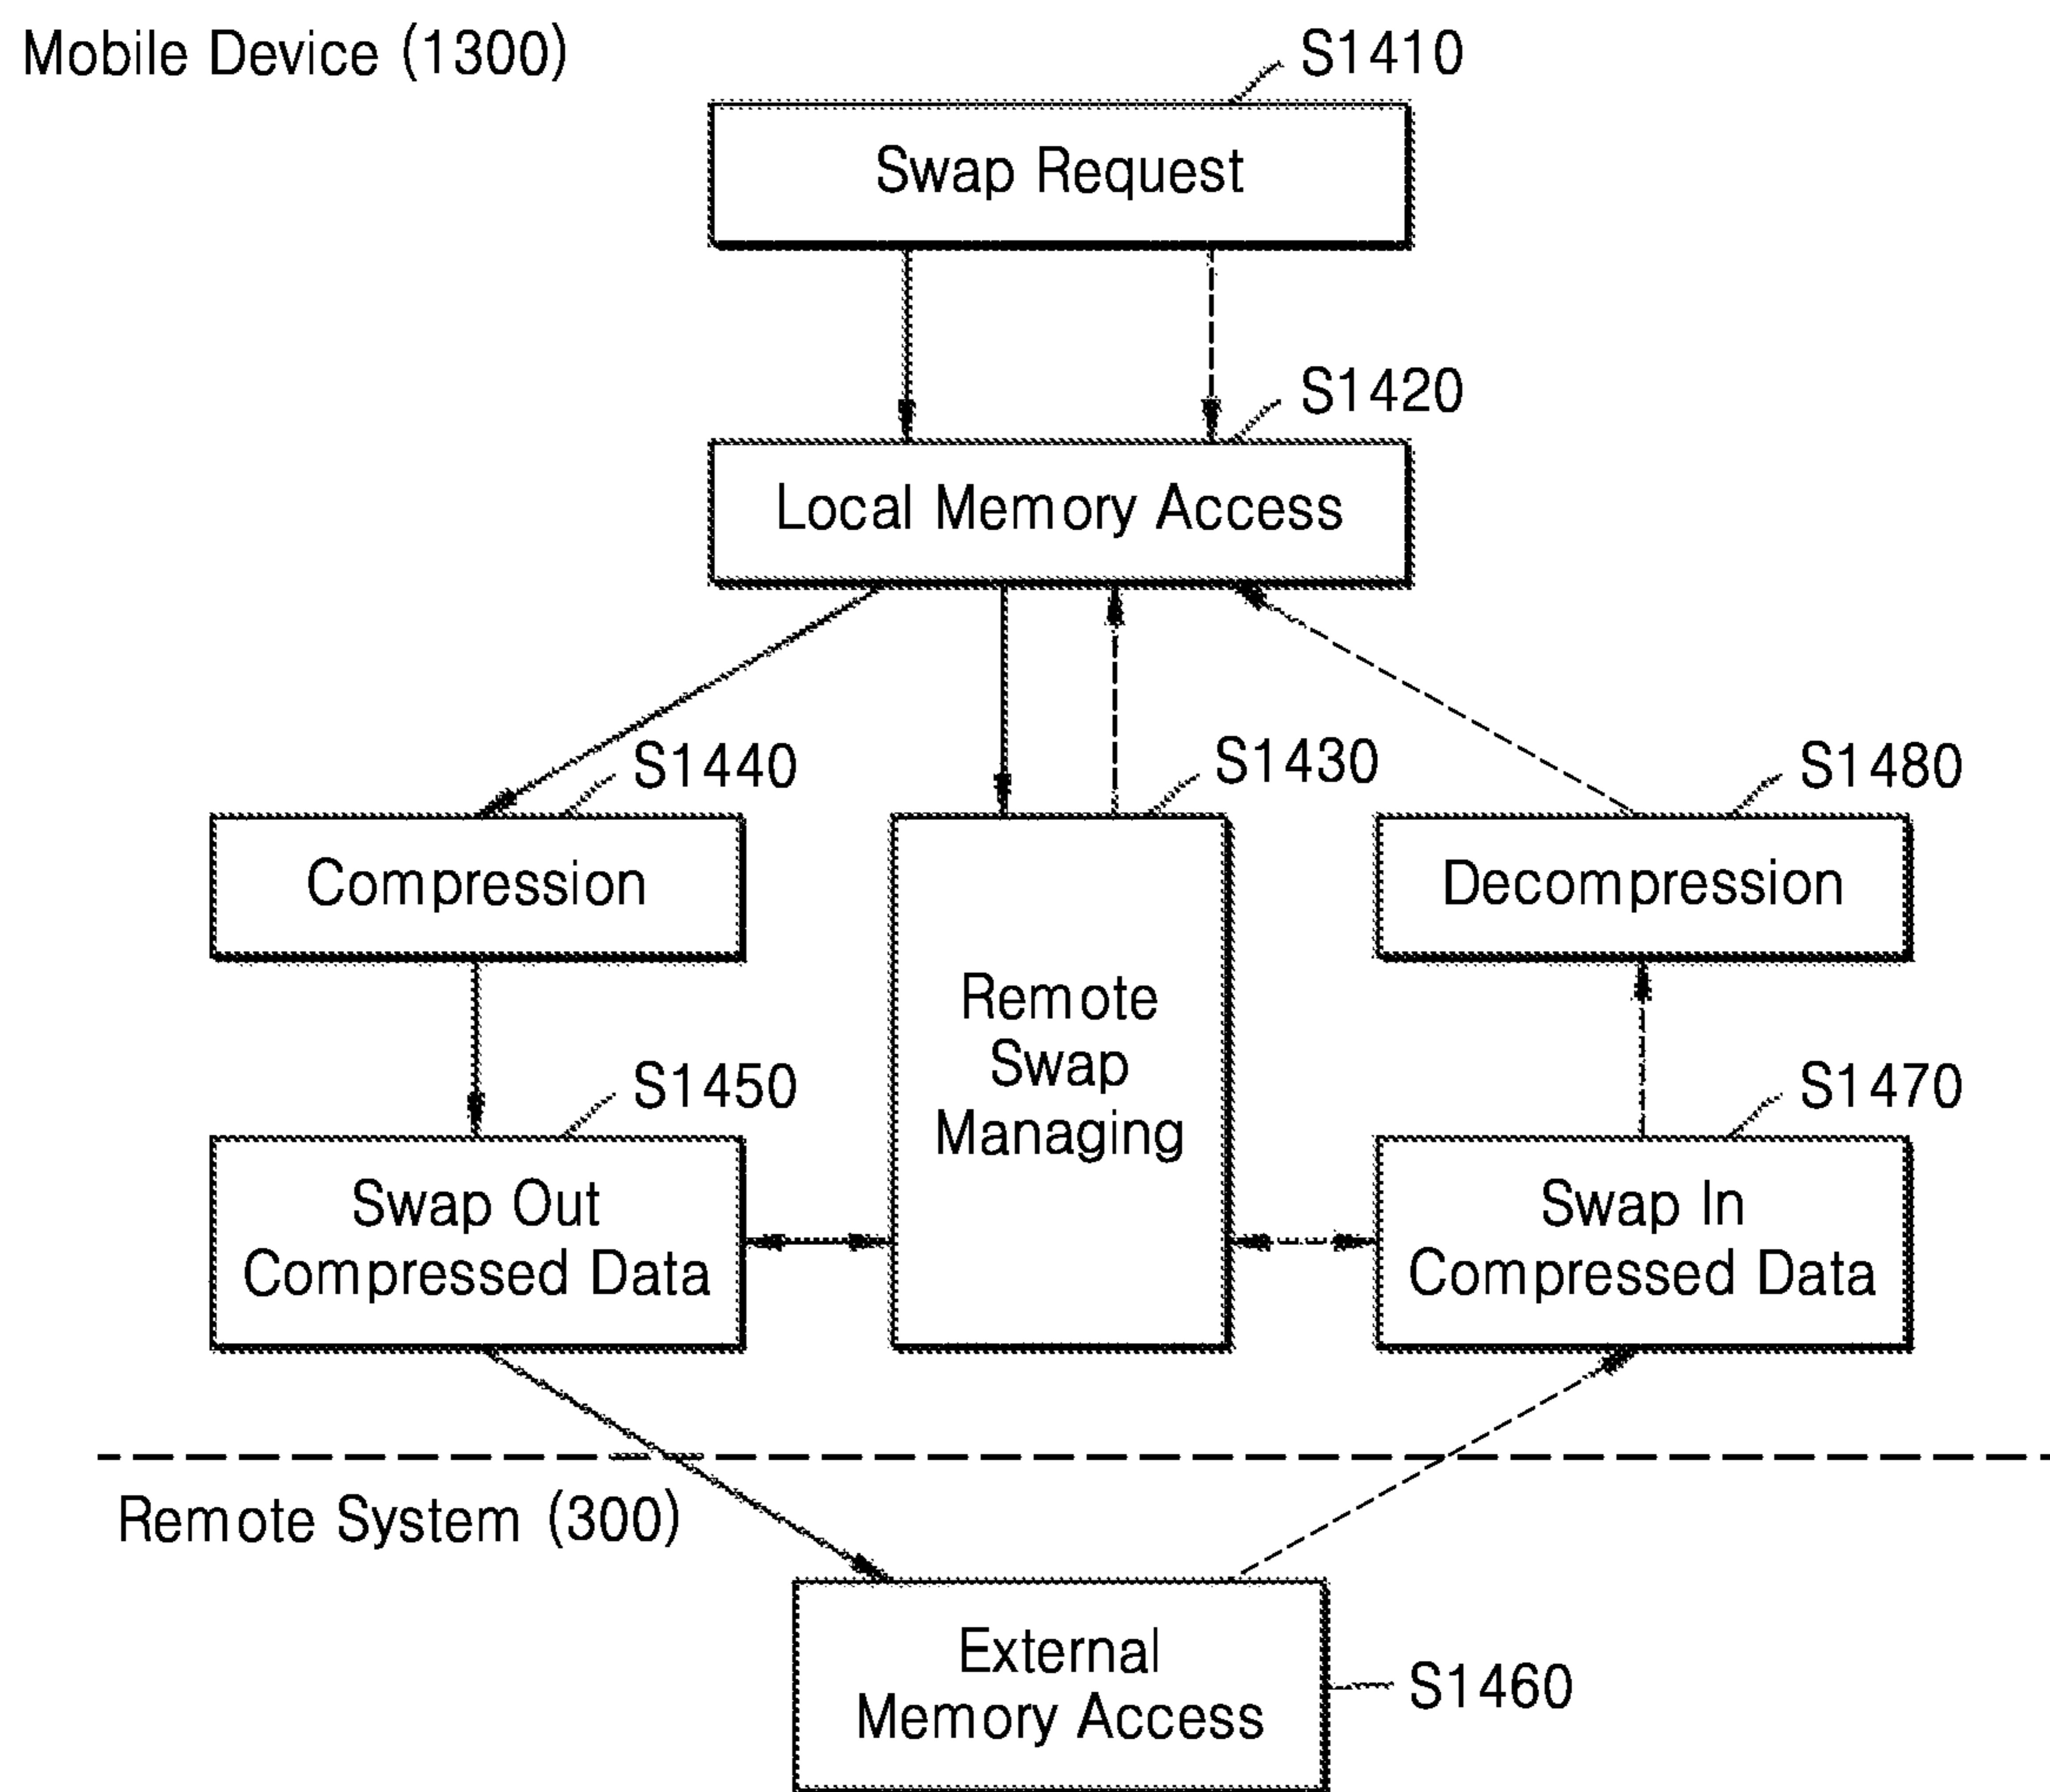 Mobile Device (1300)
S1410
Swap Request
S1420
Local Memory Access
S1440
S1430
S1480
Compression
Decompression
Remote
Swap
Managing
S1450
S1470
Swap Out
Compressed Data
Swap In
Compressed Data
Remote System (300)
External
Memory Access
S1460